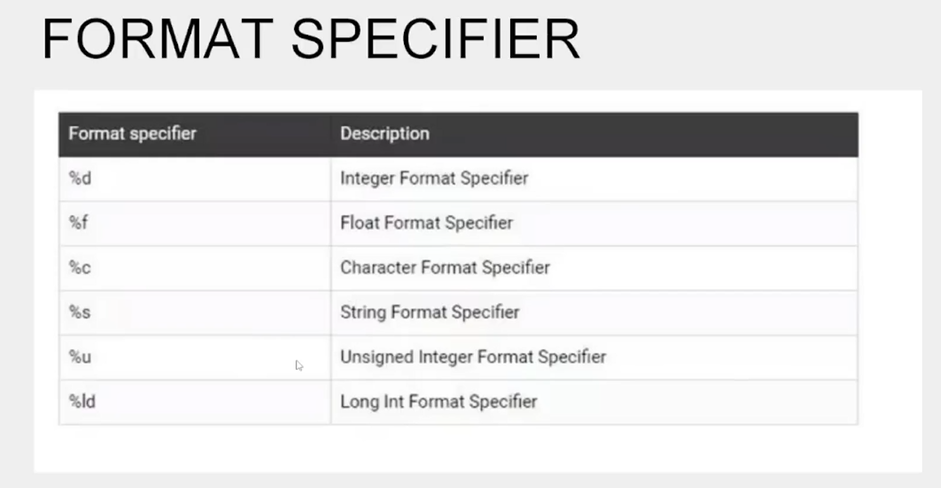 FORMAT SPECIFIER
Format specifier Description
%d Integer Format Specifier
%f Float Format Specifier
%c Character Format Specifier
%s String Format Specifier
%u Unsigned Integer Format Specifier
%ld Long Int Format Specifier